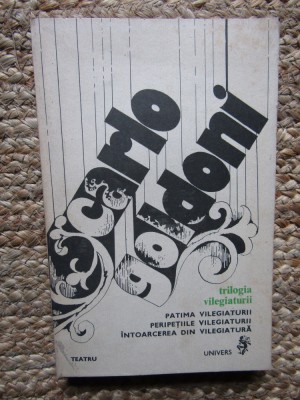 carlo
goldoni
trilogia
vilegiaturii
PATIMA VILEGIATURII
PERIPEȚIILE VILEGIATURII
ÎNTOARCEREA DIN VILEGIATURĂ
TEATRU
UNIVERS